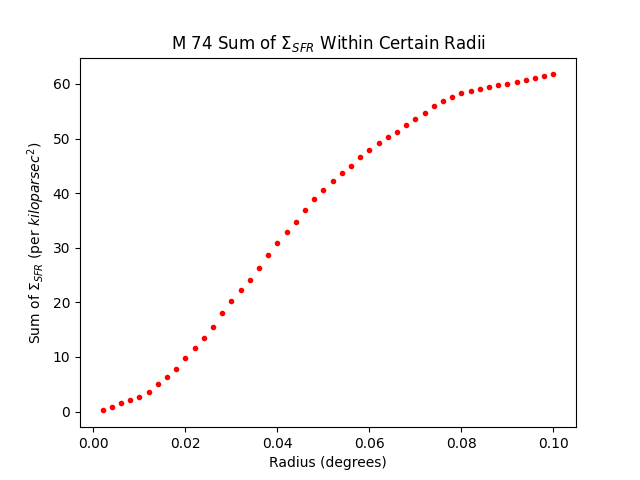 M 74 Sum of Σ_SFR Within Certain Radii
Sum of Σ_SFR (per kiloparsec²)
60
50
40
30
20
10
0
0.00 0.02 0.04 0.06 0.08 0.10
Radius (degrees)